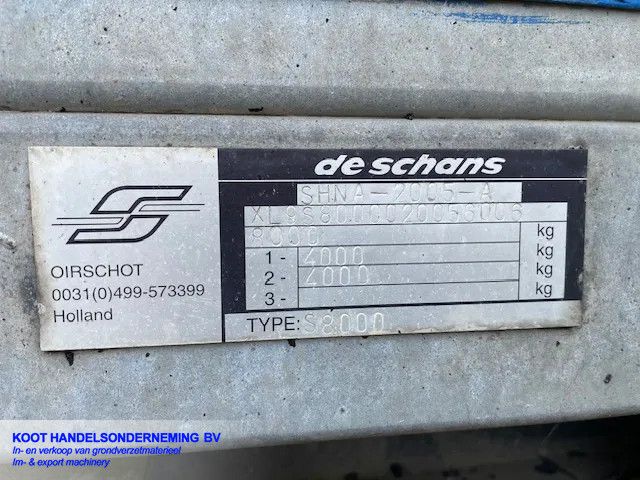 de schans
SHNA-2005-A
8000 kg
1- 4000 kg
2- 4000 kg
3- kg
TYPE: S8000
OIRSCHOT
0031(0)499-573399
Holland
KOOT HANDELSONDERNEMING BV
In- en verkoop van grondverzetmaterieel
Im- & export machinery